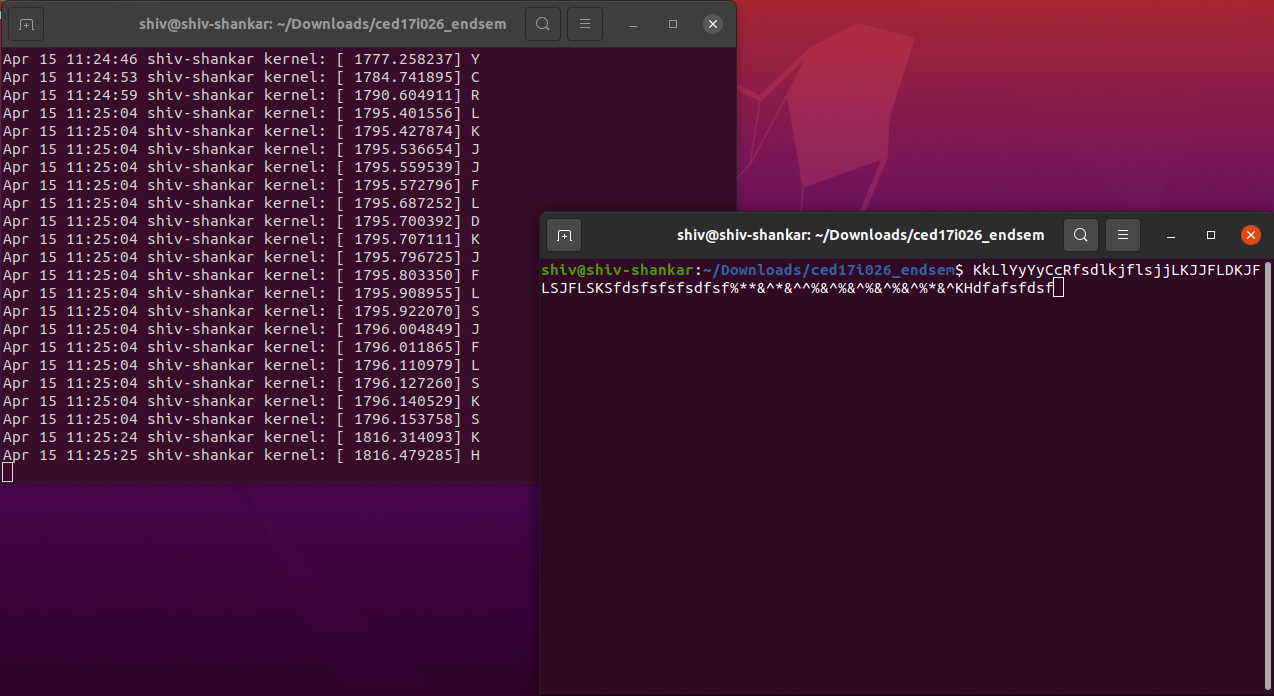 shiv@shiv-shankar: ~/Downloads/ced17i026_endsem
Apr 15 11:24:46 shiv-shankar kernel: [ 1777.258237] Y
Apr 15 11:24:53 shiv-shankar kernel: [ 1784.741895] C
Apr 15 11:24:59 shiv-shankar kernel: [ 1790.604911] R
Apr 15 11:25:04 shiv-shankar kernel: [ 1795.401556] L
Apr 15 11:25:04 shiv-shankar kernel: [ 1795.427874] K
Apr 15 11:25:04 shiv-shankar kernel: [ 1795.536654] J
Apr 15 11:25:04 shiv-shankar kernel: [ 1795.559539] J
Apr 15 11:25:04 shiv-shankar kernel: [ 1795.572796] F
Apr 15 11:25:04 shiv-shankar kernel: [ 1795.687252] L
Apr 15 11:25:04 shiv-shankar kernel: [ 1795.700392] D
Apr 15 11:25:04 shiv-shankar kernel: [ 1795.707111] K
Apr 15 11:25:04 shiv-shankar kernel: [ 1795.796725] J
Apr 15 11:25:04 shiv-shankar kernel: [ 1795.803350] F
Apr 15 11:25:04 shiv-shankar kernel: [ 1795.908955] L
Apr 15 11:25:04 shiv-shankar kernel: [ 1795.922070] S
Apr 15 11:25:04 shiv-shankar kernel: [ 1796.004849] J
Apr 15 11:25:04 shiv-shankar kernel: [ 1796.011865] F
Apr 15 11:25:04 shiv-shankar kernel: [ 1796.110979] L
Apr 15 11:25:04 shiv-shankar kernel: [ 1796.127260] S
Apr 15 11:25:04 shiv-shankar kernel: [ 1796.140529] K
Apr 15 11:25:04 shiv-shankar kernel: [ 1796.153758] S
Apr 15 11:25:24 shiv-shankar kernel: [ 1816.314093] K
Apr 15 11:25:25 shiv-shankar kernel: [ 1816.479285] H
shiv@shiv-shankar: ~/Downloads/ced17i026_endsem
shiv@shiv-shankar:~/Downloads/ced17i026_endsem$ KkLlYyYyCcRfsdlkjflsjjLKJJFLDKJF
LSJFLSKSfdsfsfsfsdfsf%**&^*&^^%&^%&^%&^%&^%*&^KHdfafsfdsf